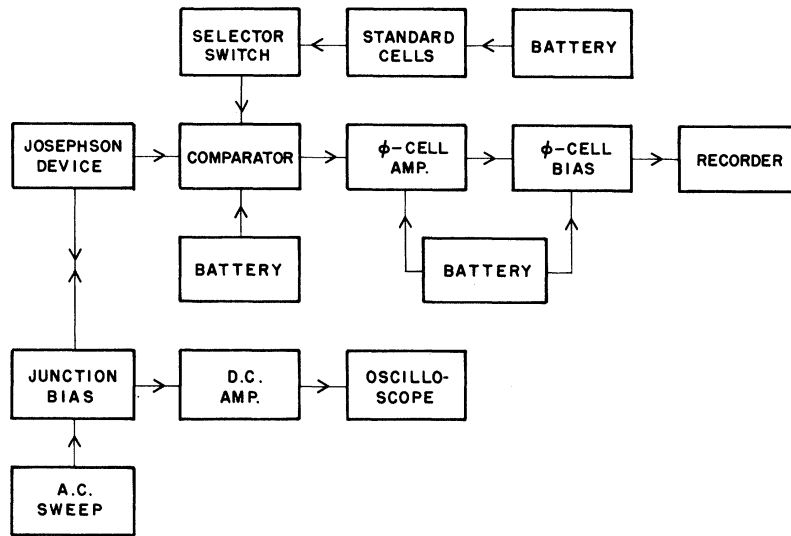 SELECTOR
SWITCH
STANDARD
CELLS
BATTERY
JOSEPHSON
DEVICE
COMPARATOR
ϕ-CELL
AMP.
ϕ-CELL
BIAS
RECORDER
BATTERY
BATTERY
JUNCTION
BIAS
D.C.
AMP.
OSCILLO-
SCOPE
A.C.
SWEEP